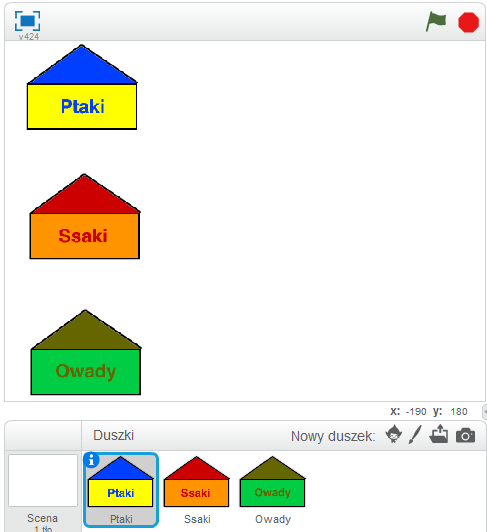 v424
Ptaki
Ssaki
Owady
x: -190 y: 180
Duszki
Nowy duszek:
Ptaki
Ssaki
Owady
Scena
1 tło
Ptaki
Ssaki
Owady